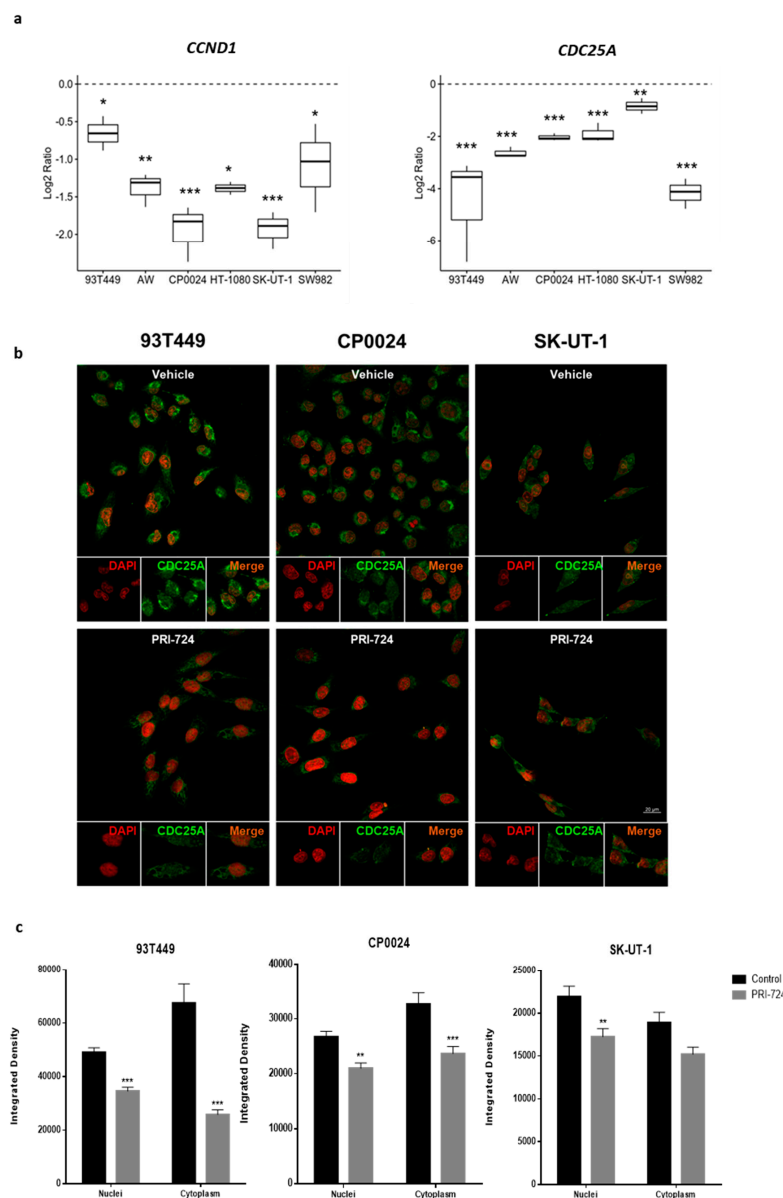 a
CCND1
CDC25A
0.0
-0.5
-1.0
-1.5
-2.0
Log2 Ratio
*
**
***
*
***
*
93T449
AW
CP0024
HT-1080
SK-UT-1
SW982
0
-2
-4
-6
Log2 Ratio
***
***
***
***
**
***
93T449
AW
CP0024
HT-1080
SK-UT-1
SW982
b
93T449
CP0024
SK-UT-1
Vehicle
Vehicle
Vehicle
DAPI
CDC25A
Merge
DAPI
CDC25A
Merge
DAPI
CDC25A
Merge
PRI-724
PRI-724
PRI-724
20 µm
DAPI
CDC25A
Merge
DAPI
CDC25A
Merge
DAPI
CDC25A
Merge
c
93T449
80000
60000
40000
20000
0
Integrated Density
***
***
Nuclei
Cytoplasm
CP0024
40000
30000
20000
10000
0
Integrated Density
**
***
Nuclei
Cytoplasm
SK-UT-1
25000
20000
15000
10000
5000
0
Integrated Density
**
Nuclei
Cytoplasm
Control
PRI-724